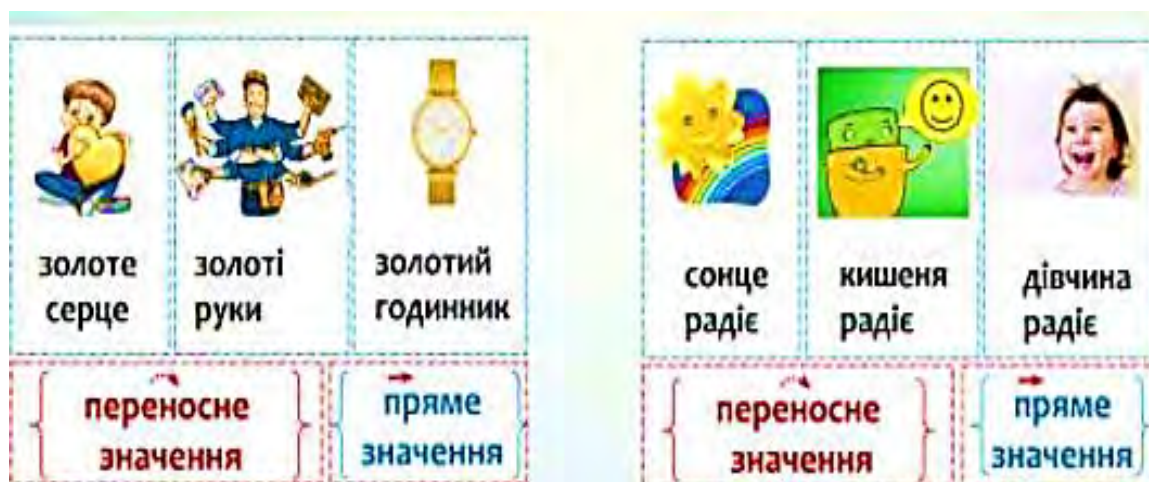 золоте
серце
золоті
руки
золотий
годинник
переносне
значення
пряме
значення
сонце
радіє
кишеня
радіє
дівчина
радіє
переносне
значення
пряме
значення